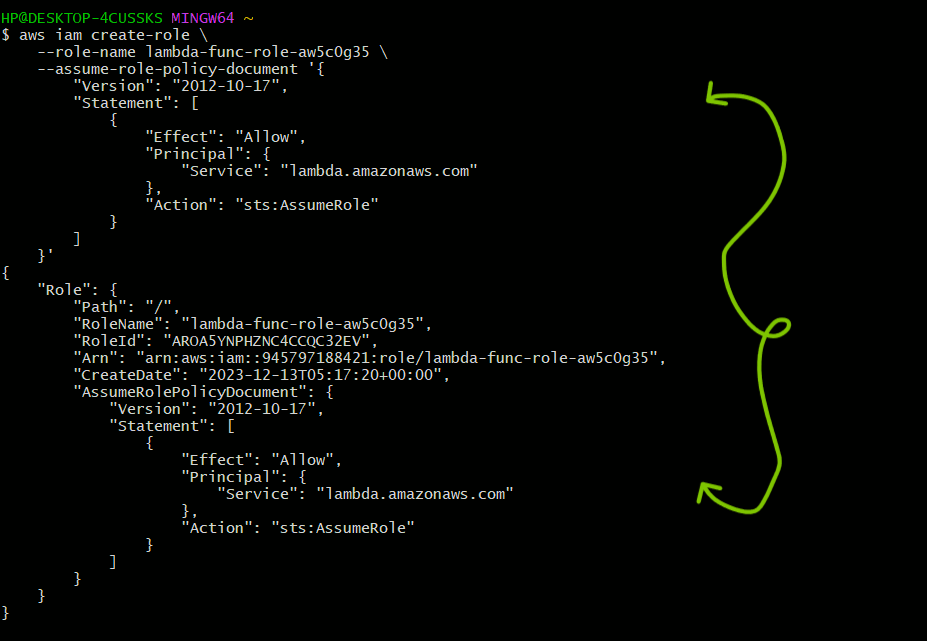 HP@DESKTOP-4CUSSKS MINGW64 ~
$ aws iam create-role \
    --role-name lambda-func-role-aw5c0g35 \
    --assume-role-policy-document '{
        "Version": "2012-10-17",
        "Statement": [
            {
                "Effect": "Allow",
                "Principal": {
                    "Service": "lambda.amazonaws.com"
                },
                "Action": "sts:AssumeRole"
            }
        ]
    }'
{
    "Role": {
        "Path": "/",
        "RoleName": "lambda-func-role-aw5c0g35",
        "RoleId": "AROA5YNPHZNC4CCQC32EV",
        "Arn": "arn:aws:iam::945797188421:role/lambda-func-role-aw5c0g35",
        "CreateDate": "2023-12-13T05:17:20+00:00",
        "AssumeRolePolicyDocument": {
            "Version": "2012-10-17",
            "Statement": [
                {
                    "Effect": "Allow",
                    "Principal": {
                        "Service": "lambda.amazonaws.com"
                    },
                    "Action": "sts:AssumeRole"
                }
            ]
        }
    }
}